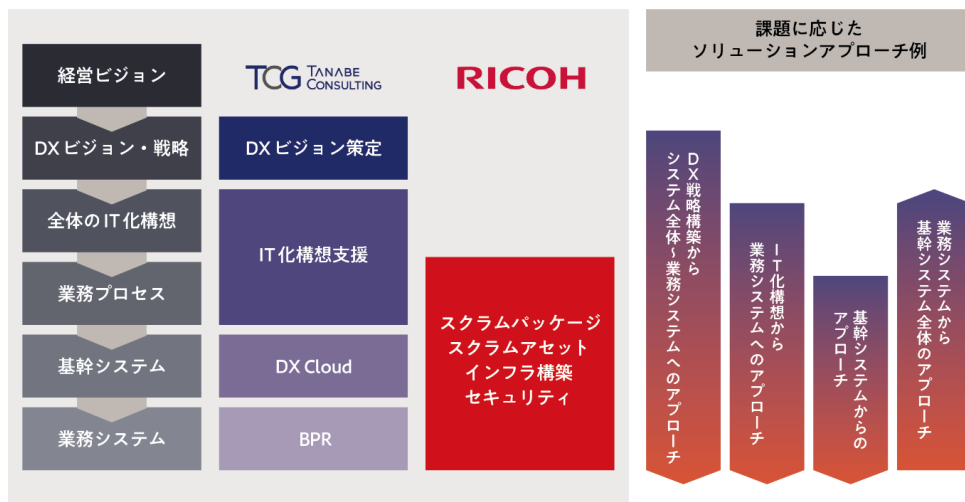 経営ビジョン
DXビジョン・戦略
全体のIT化構想
業務プロセス
基幹システム
業務システム
TCG TANABE
CONSULTING
DXビジョン策定
IT化構想支援
DX Cloud
BPR
RICOH
スクラムパッケージ
スクラムアセット
インフラ構築
セキュリティ
課題に応じた
ソリューションアプローチ例
DX戦略構築から
システム全体~業務システムへのアプローチ
IT化構想から
業務システムへのアプローチ
基幹システムからの
アプローチ
業務システムから
基幹システム全体のアプローチ